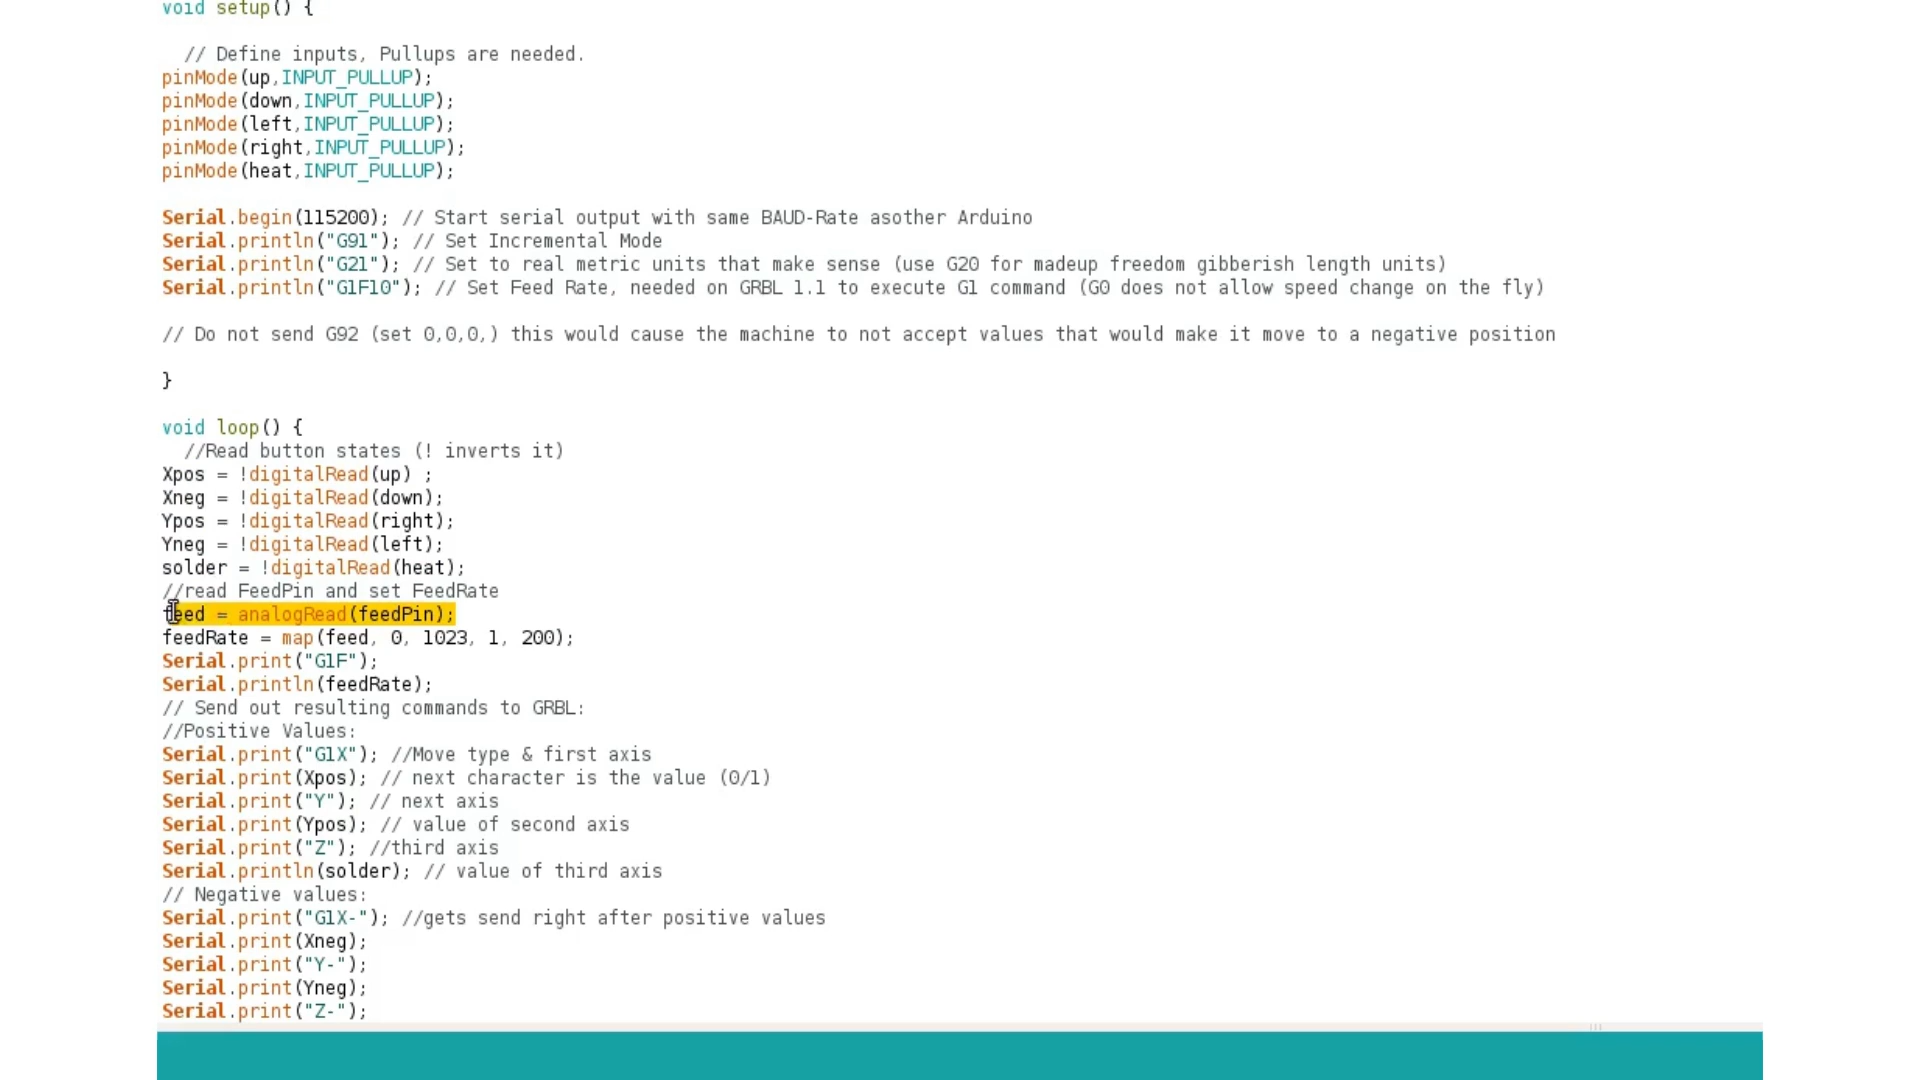 void setup() {
// Define inputs, Pullups are needed.
pinMode(up,INPUT_PULLUP);
pinMode(down,INPUT_PULLUP);
pinMode(left,INPUT_PULLUP);
pinMode(right,INPUT_PULLUP);
pinMode(heat,INPUT_PULLUP);
Serial.begin(115200); // Start serial output with same BAUD-Rate asother Arduino
Serial.println("G91"); // Set Incremental Mode
Serial.println("G21"); // Set to real metric units that make sense (use G20 for madeup freedom gibberish length units)
Serial.println("G1F10"); // Set Feed Rate, needed on GRBL 1.1 to execute G1 command (G0 does not allow speed change on the fly)
// Do not send G92 (set 0,0,0,) this would cause the machine to not accept values that would make it move to a negative position
}
void loop() {
//Read button states (! inverts it)
Xpos = !digitalRead(up) ;
Xneg = !digitalRead(down);
Ypos = !digitalRead(right);
Yneg = !digitalRead(left);
solder = !digitalRead(heat);
//read FeedPin and set FeedRate
feed = analogRead(feedPin);
feedRate = map(feed, 0, 1023, 1, 200);
Serial.print("G1F");
Serial.println(feedRate);
// Send out resulting commands to GRBL:
//Positive Values:
Serial.print("G1X"); //Move type & first axis
Serial.print(Xpos); // next character is the value (0/1)
Serial.print("Y"); // next axis
Serial.print(Ypos); // value of second axis
Serial.print("Z"); //third axis
Serial.println(solder); // value of third axis
// Negative values:
Serial.print("G1X-"); //gets send right after positive values
Serial.print(Xneg);
Serial.print("Y-");
Serial.print(Yneg);
Serial.print("Z-");